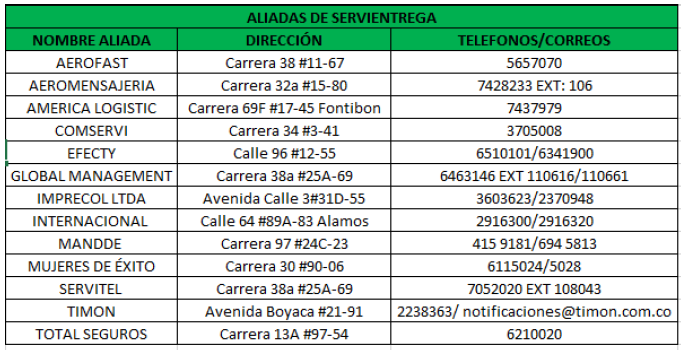 ALIADAS DE SERVIENTREGA
NOMBRE ALIADA DIRECCIÓN TELEFONOS/CORREOS
AEROFAST Carrera 38 #11-67 5657070
AEROMENSAJERIA Carrera 32a #15-80 7428233 EXT: 106
AMERICA LOGISTIC Carrera 69F #17-45 Fontibon 7437979
COMSERVI Carrera 34 #3-41 3705008
EFECTY Calle 96 #12-55 6510101/6341900
GLOBAL MANAGEMENT Carrera 38a #25A-69 6463146 EXT 110616/110661
IMPRECOL LTDA Avenida Calle 3#31D-55 3603623/2370948
INTERNACIONAL Calle 64 #89A-83 Alamos 2916300/2916320
MANDDE Carrera 97 #24C-23 415 9181/694 5813
MUJERES DE ÉXITO Carrera 30 #90-06 6115024/5028
SERVITEL Carrera 38a #25A-69 7052020 EXT 108043
TIMON Avenida Boyaca #21-91 2238363/ notificaciones@timon.com.co
TOTAL SEGUROS Carrera 13A #97-54 6210020